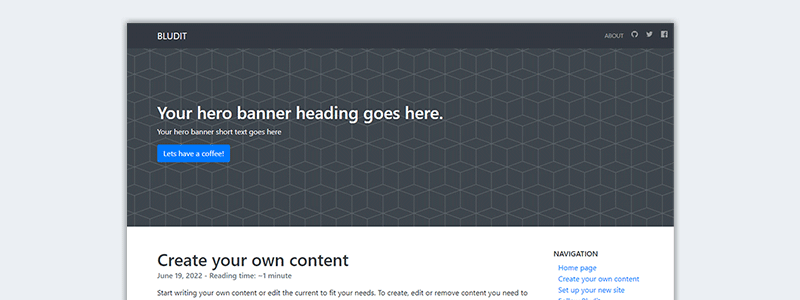 BLUDIT
ABOUT
Your hero banner heading goes here.
Your hero banner short text goes here
Lets have a coffee!
Create your own content
June 19, 2022 - Reading time: ~1 minute
Start writing your own content or edit the current to fit your needs. To create, edit or remove content you need to
NAVIGATION
Home page
Create your own content
Set up your new site